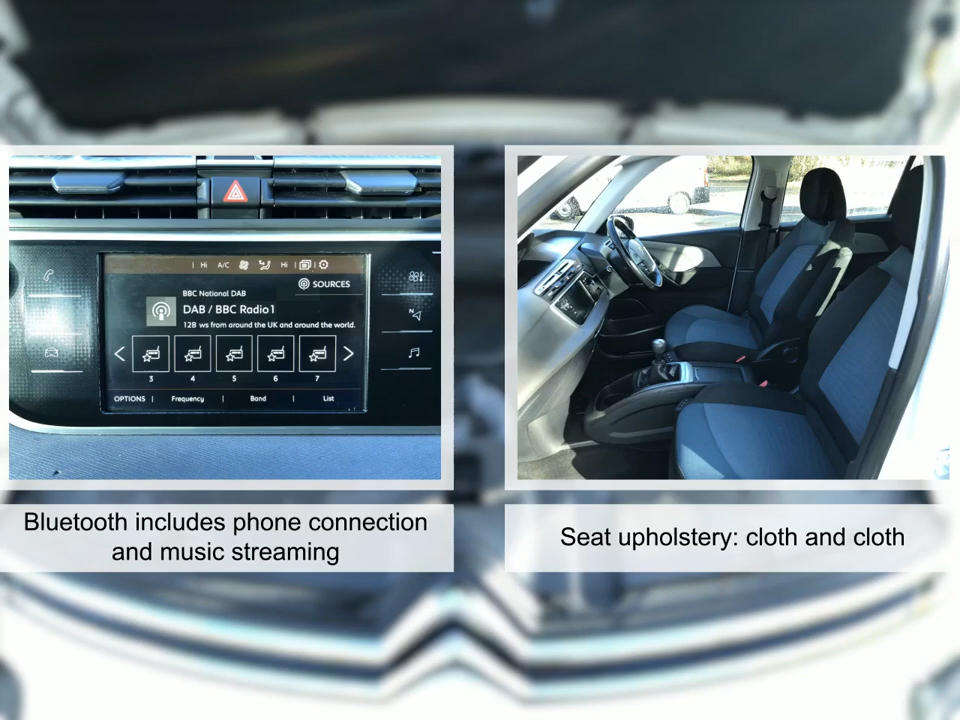 Hi A/C Hi
SOURCES
BBC National DAB
DAB / BBC Radio1
128 ws from around the UK and around the world.
3 4 5 6 7
OPTIONS Frequency Band List
N
Bluetooth includes phone connection
and music streaming
Seat upholstery: cloth and cloth